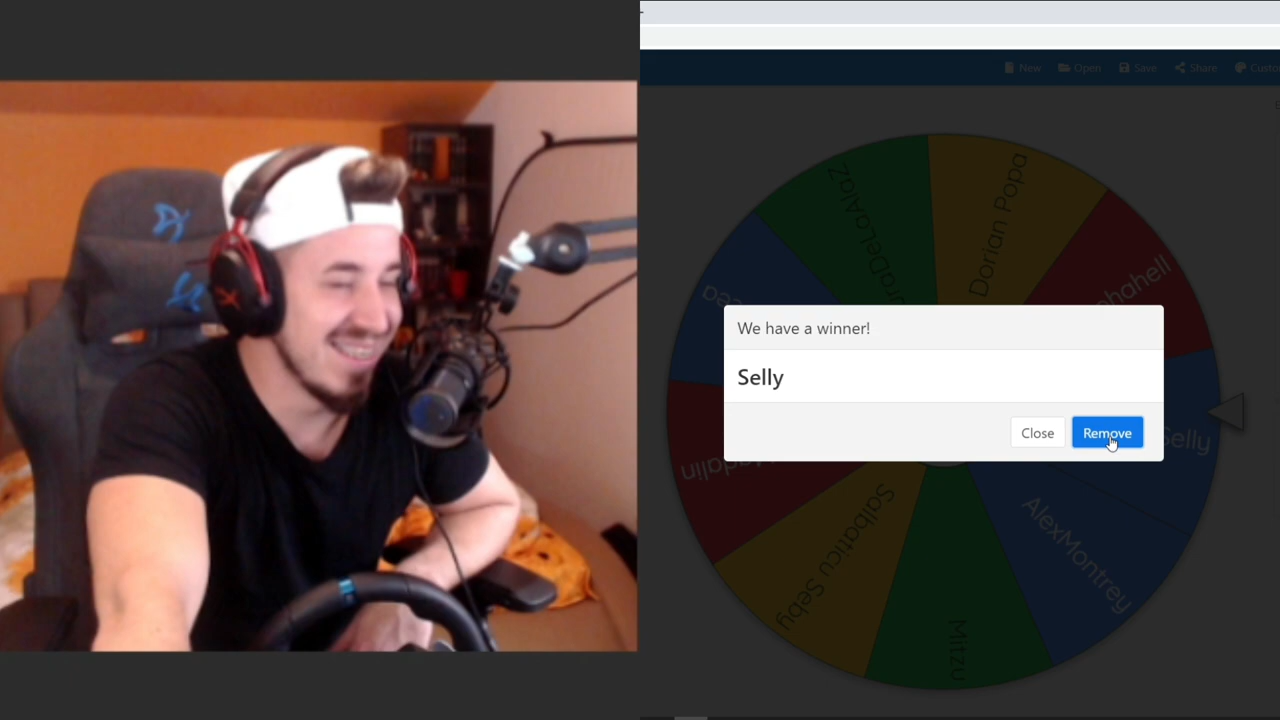 New Open Save Share
Dorian Popa
We have a winner!
Selly
Close Remove
Selly
AlexMontrey
Salbaticu Seby
Mitzu